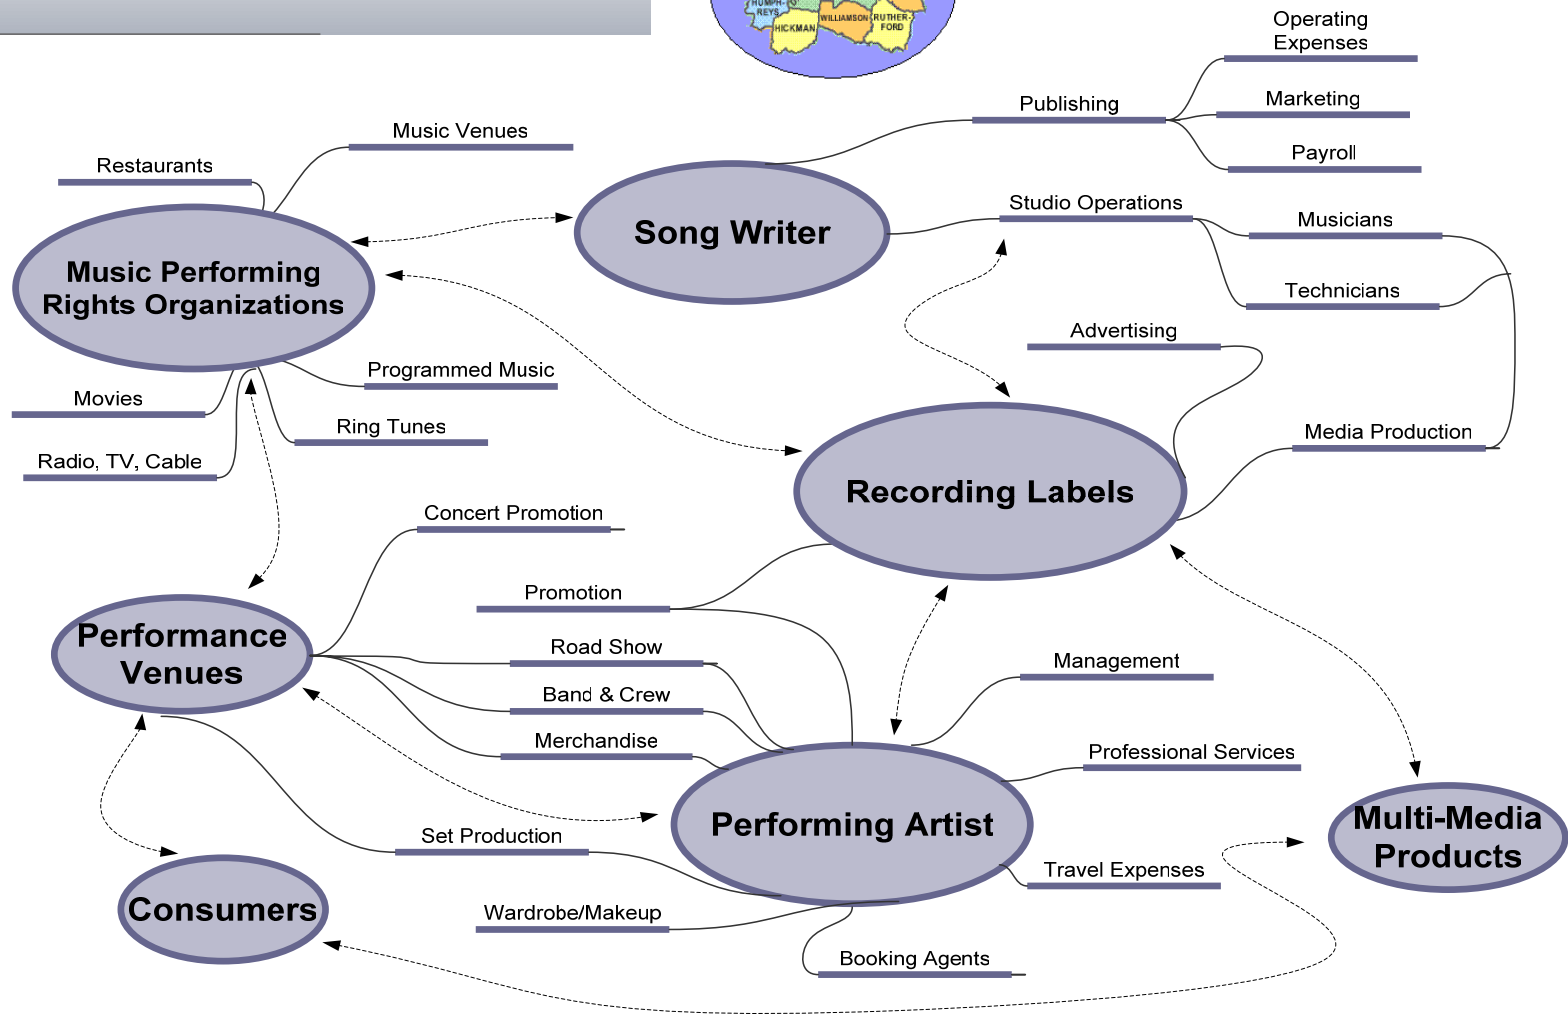 HUMPH-
REYS
HICKMAN
WILLIAMSON
RUTHER-
FORD
Operating
Expenses
Publishing
Marketing
Payroll
Music Venues
Restaurants
Song Writer
Studio Operations
Musicians
Technicians
Music Performing
Rights Organizations
Advertising
Programmed Music
Movies
Ring Tunes
Radio, TV, Cable
Media Production
Recording Labels
Concert Promotion
Promotion
Performance
Venues
Road Show
Band & Crew
Merchandise
Management
Professional Services
Performing Artist
Multi-Media
Products
Set Production
Travel Expenses
Consumers
Wardrobe/Makeup
Booking Agents